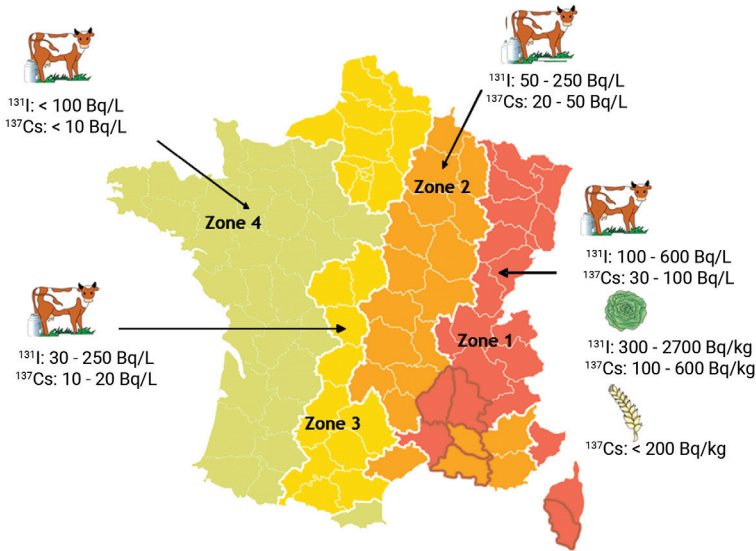 ¹³¹I: < 100 Bq/L
¹³⁷Cs: < 10 Bq/L
¹³¹I: 50 - 250 Bq/L
¹³⁷Cs: 20 - 50 Bq/L
Zone 2
Zone 4
¹³¹I: 100 - 600 Bq/L
¹³⁷Cs: 30 - 100 Bq/L
Zone 1
¹³¹I: 30 - 250 Bq/L
¹³⁷Cs: 10 - 20 Bq/L
¹³¹I: 300 - 2700 Bq/kg
¹³⁷Cs: 100 - 600 Bq/kg
Zone 3
¹³⁷Cs: < 200 Bq/kg